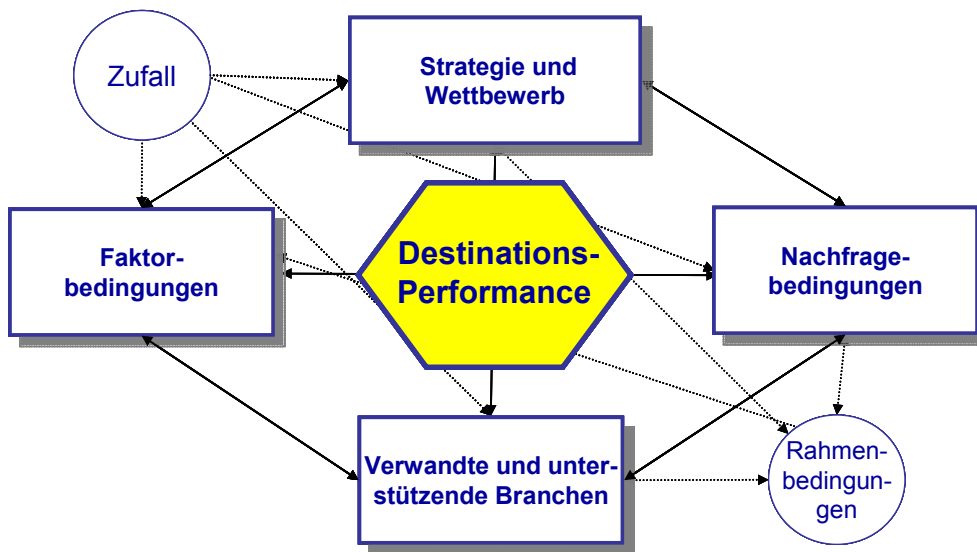 Zufall
Strategie und
Wettbewerb
Faktor-
bedingungen
Destinations-
Performance
Nachfrage-
bedingungen
Verwandte und unter-
stützende Branchen
Rahmen-
bedingun-
gen